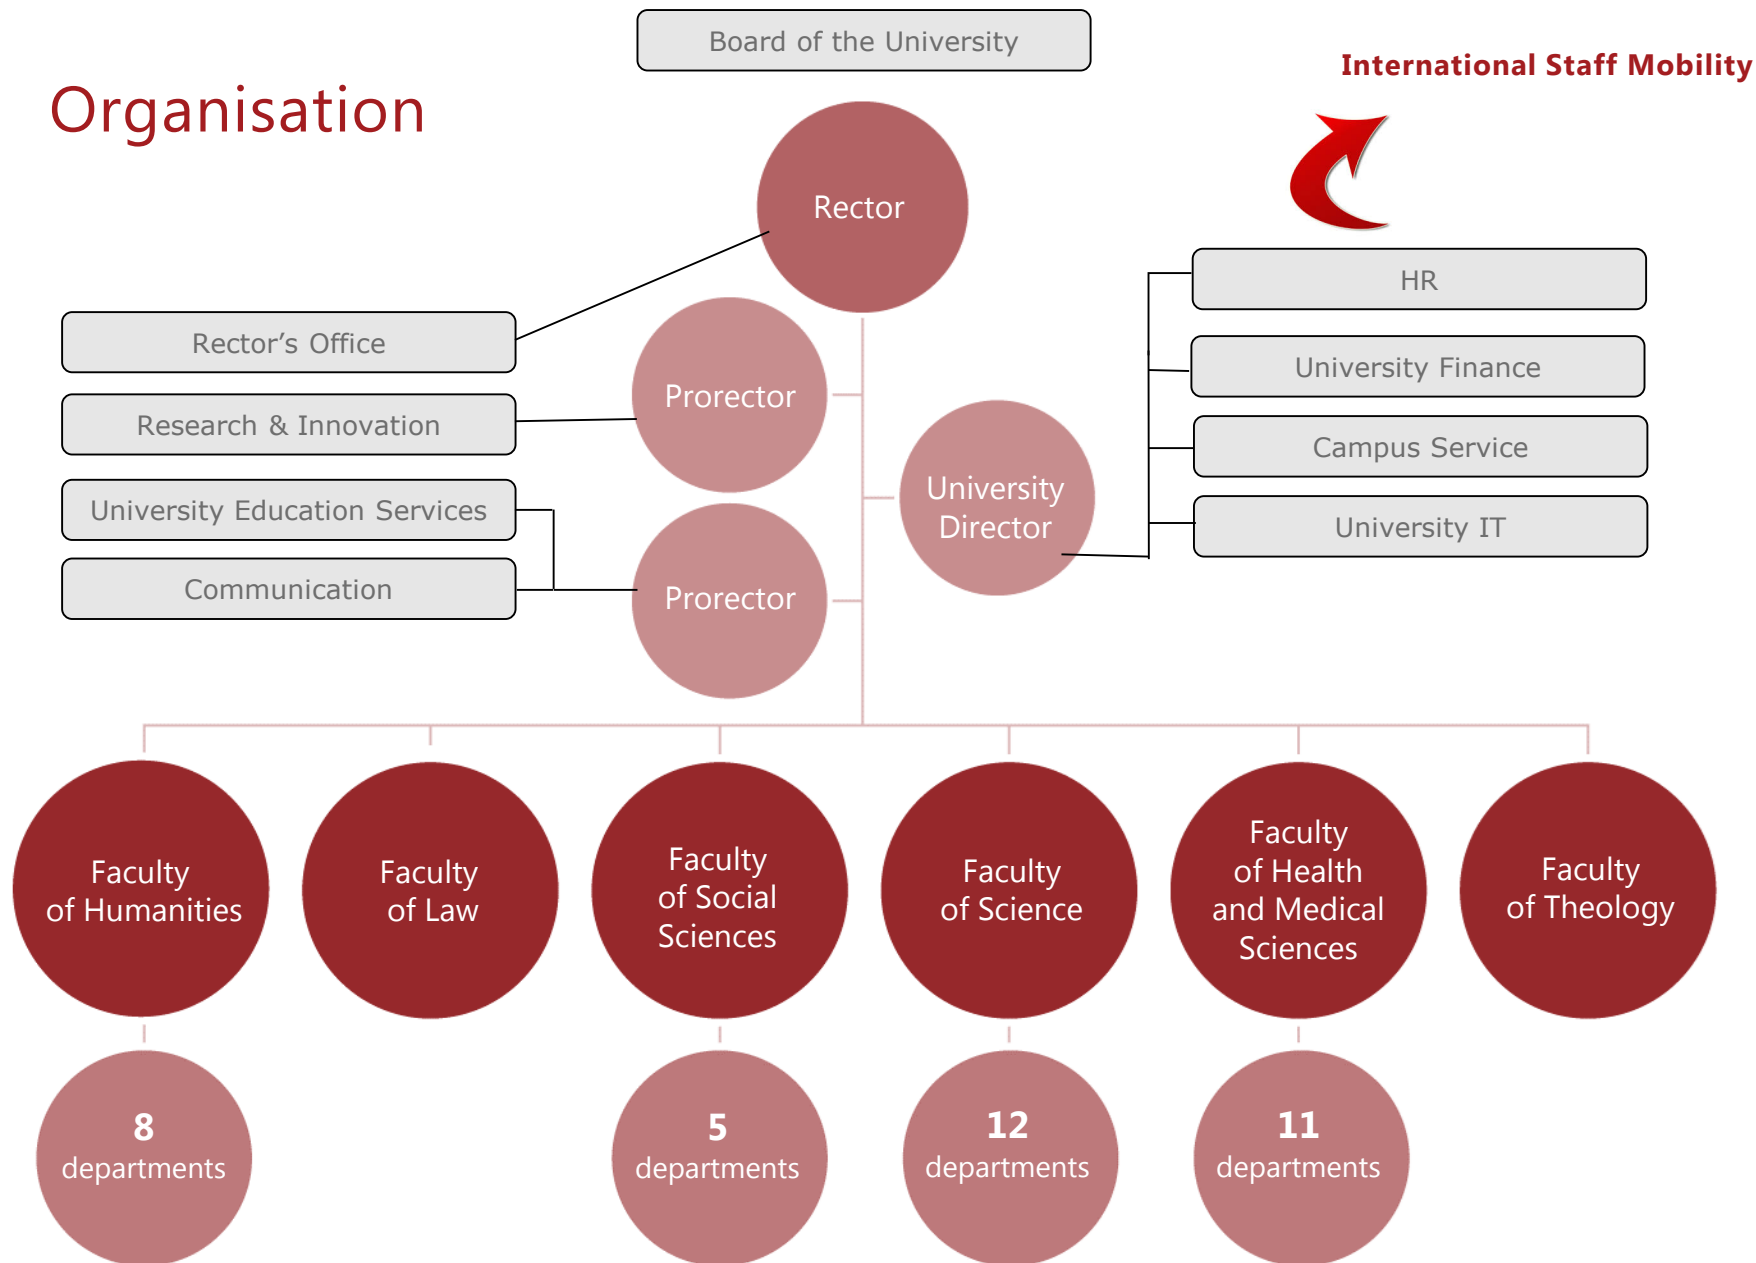 Board of the University
International Staff Mobility
Organisation
Rector
HR
Rector’s Office
University Finance
Prorector
Research & Innovation
Campus Service
University
Director
University Education Services
University IT
Communication
Prorector
Faculty
of Humanities
Faculty
of Law
Faculty
of Social
Sciences
Faculty
of Science
Faculty
of Health
and Medical
Sciences
Faculty
of Theology
8
departments
5
departments
12
departments
11
departments